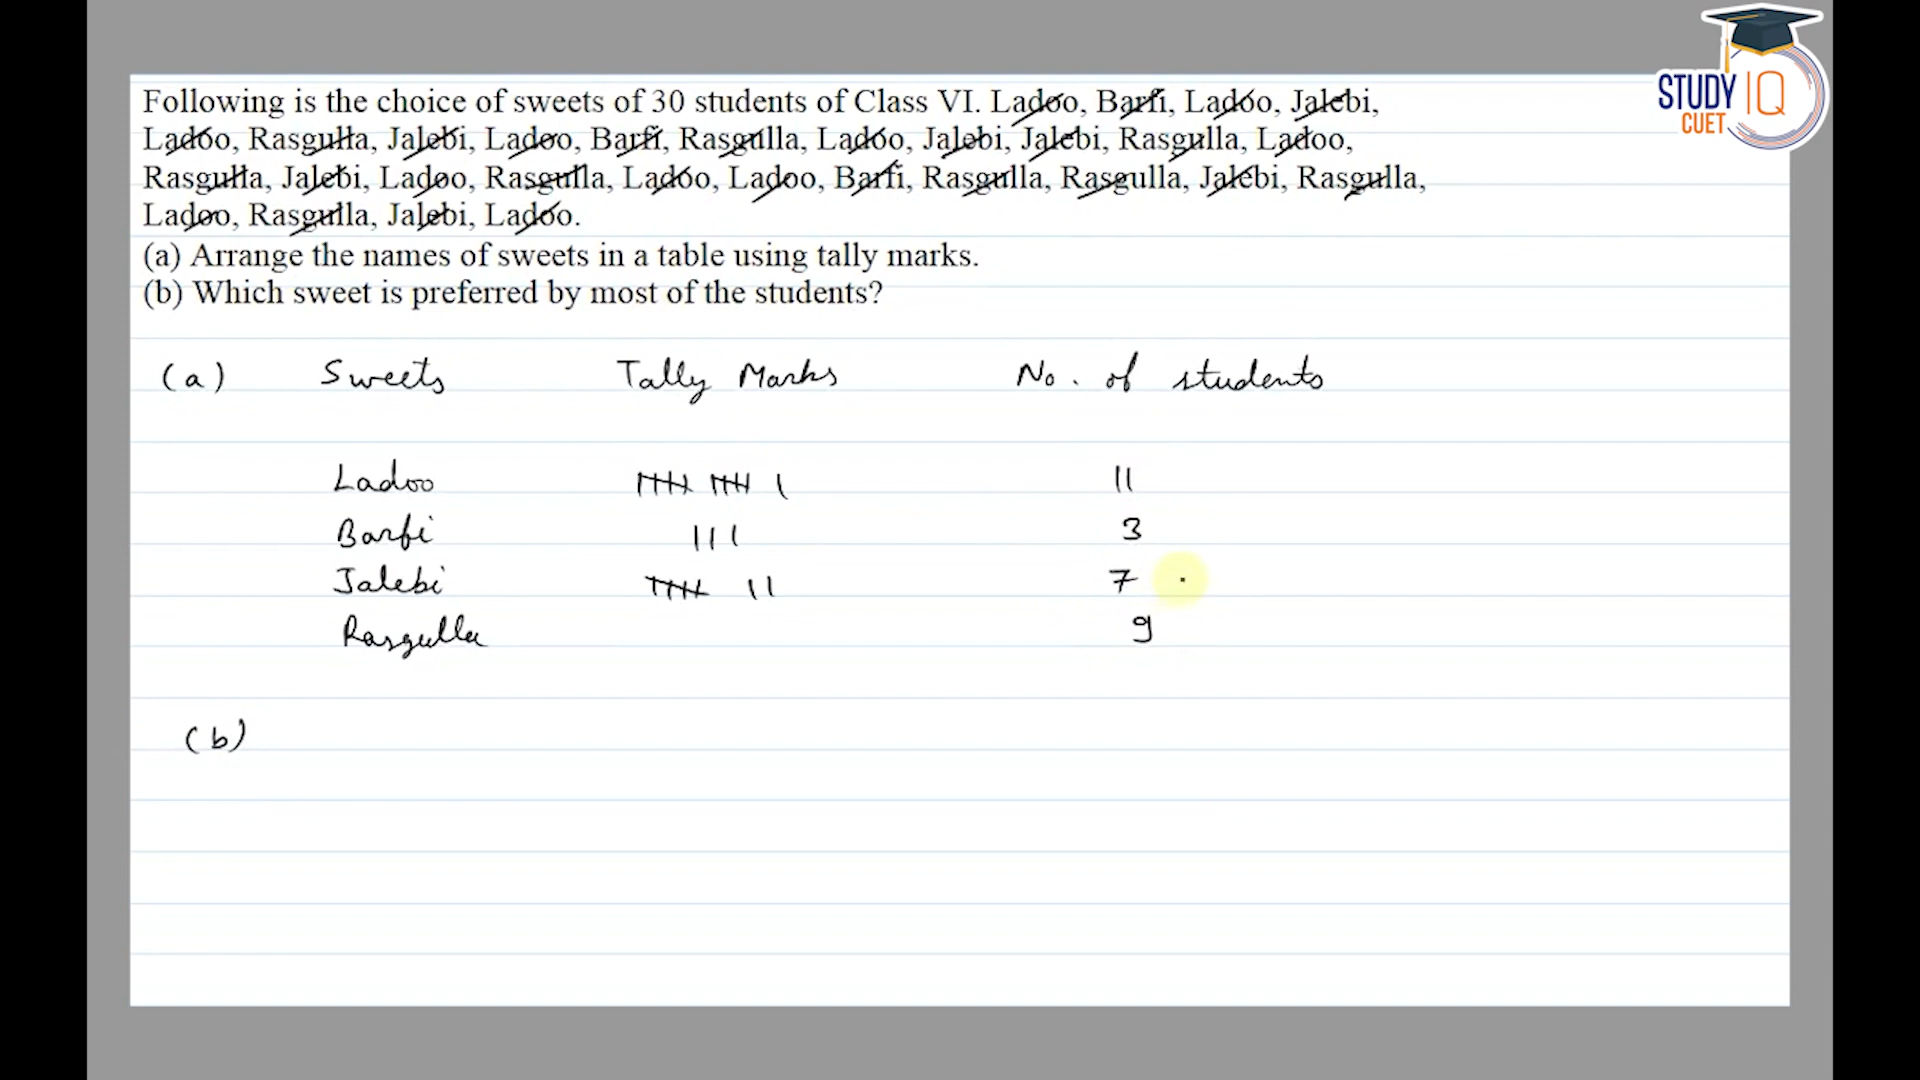 STUDY IQ
CUET
Following is the choice of sweets of 30 students of Class VI. Ladoo, Barfi, Ladoo, Jalebi,
Ladoo, Rasgulla, Jalebi, Ladoo, Barfi, Rasgulla, Ladoo, Jalebi, Jalebi, Rasgulla, Ladoo,
Rasgulla, Jalebi, Ladoo, Rasgulla, Ladoo, Ladoo, Barfi, Rasgulla, Rasgulla, Jalebi, Rasgulla,
Ladoo, Rasgulla, Jalebi, Ladoo.
(a) Arrange the names of sweets in a table using tally marks.
(b) Which sweet is preferred by most of the students?
(a) Sweets Tally Marks No. of students
Ladoo 11
Barfi ||| 3
Jalebi 7
Rasgulla 9
(b)